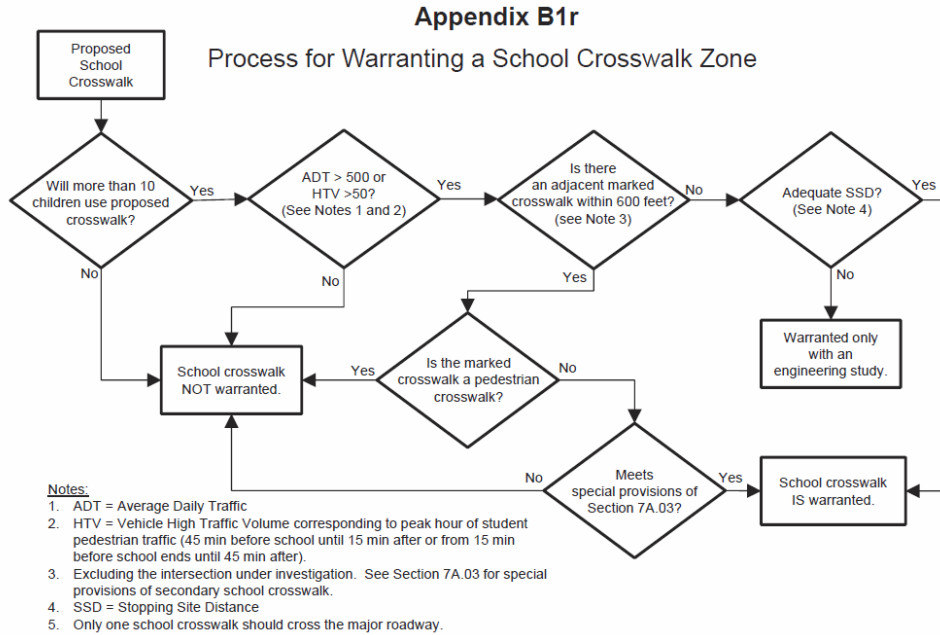 Appendix B1r
Process for Warranting a School Crosswalk Zone
Proposed
School
Crosswalk
Will more than 10
children use proposed
crosswalk?
Yes
No
ADT > 500 or
HTV >50?
(See Notes 1 and 2)
Yes
No
Is there
an adjacent marked
crosswalk within 600 feet?
(see Note 3)
No
Yes
Adequate SSD?
(See Note 4)
Yes
No
Warranted only
with an
engineering study.
Is the marked
crosswalk a pedestrian
crosswalk?
Yes
No
School crosswalk
NOT warranted.
Meets
special provisions of
Section 7A.03?
No
Yes
School crosswalk
IS warranted.
Notes:
1. ADT = Average Daily Traffic
2. HTV = Vehicle High Traffic Volume corresponding to peak hour of student
pedestrian traffic (45 min before school until 15 min after or from 15 min
before school ends until 45 min after).
3. Excluding the intersection under investigation. See Section 7A.03 for special
provisions of secondary school crosswalk.
4. SSD = Stopping Site Distance
5. Only one school crosswalk should cross the major roadway.